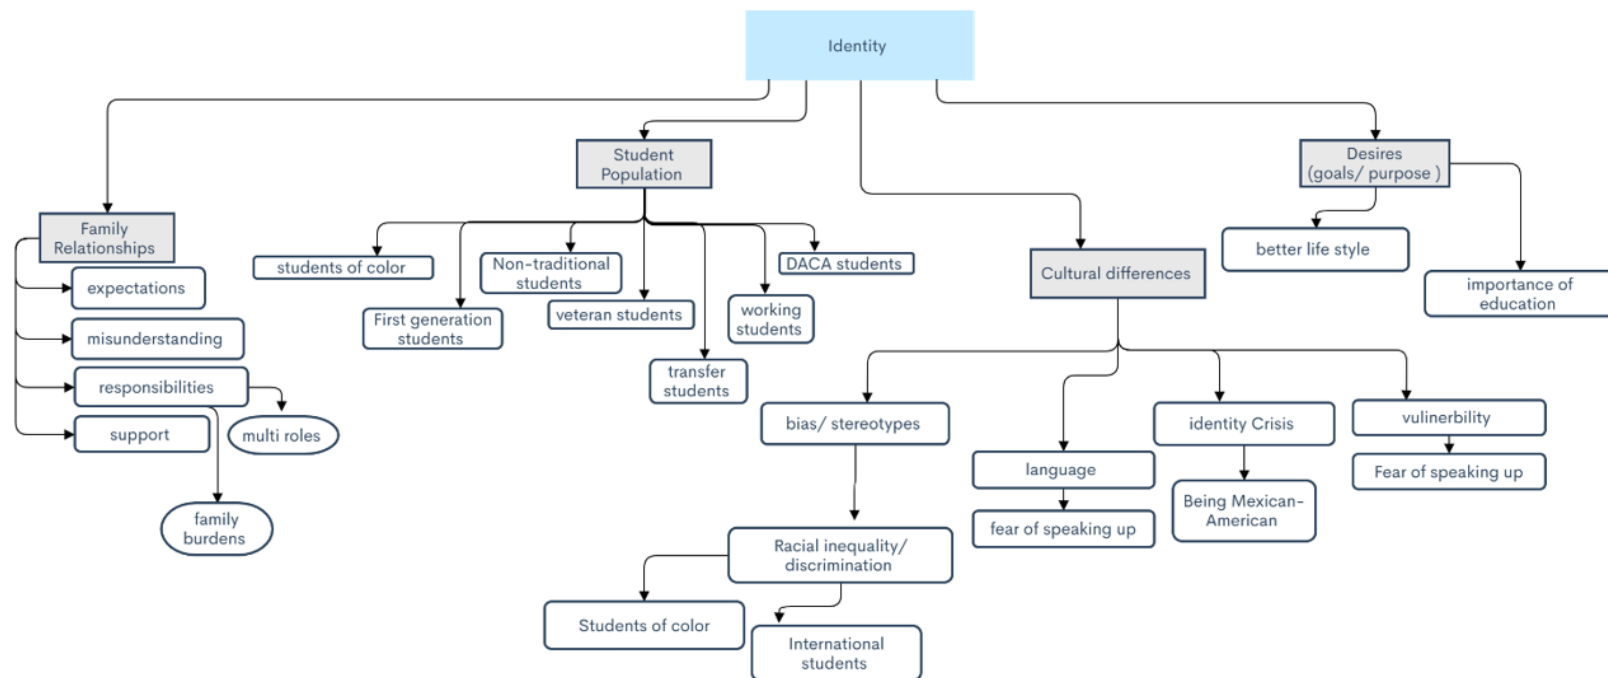 Identity
Student
Population
Desires
(goals/ purpose )
Family
Relationships
expectations
misunderstanding
responsibilities
support
multi roles
family
burdens
students of color
First generation
students
Non-traditional
students
veteran students
transfer
students
working
students
DACA students
Cultural differences
better life style
importance of
education
bias/ stereotypes
Racial inequality/
discrimination
Students of color
International
students
language
fear of speaking up
identity Crisis
Being Mexican-
American
vulinerbility
Fear of speaking up